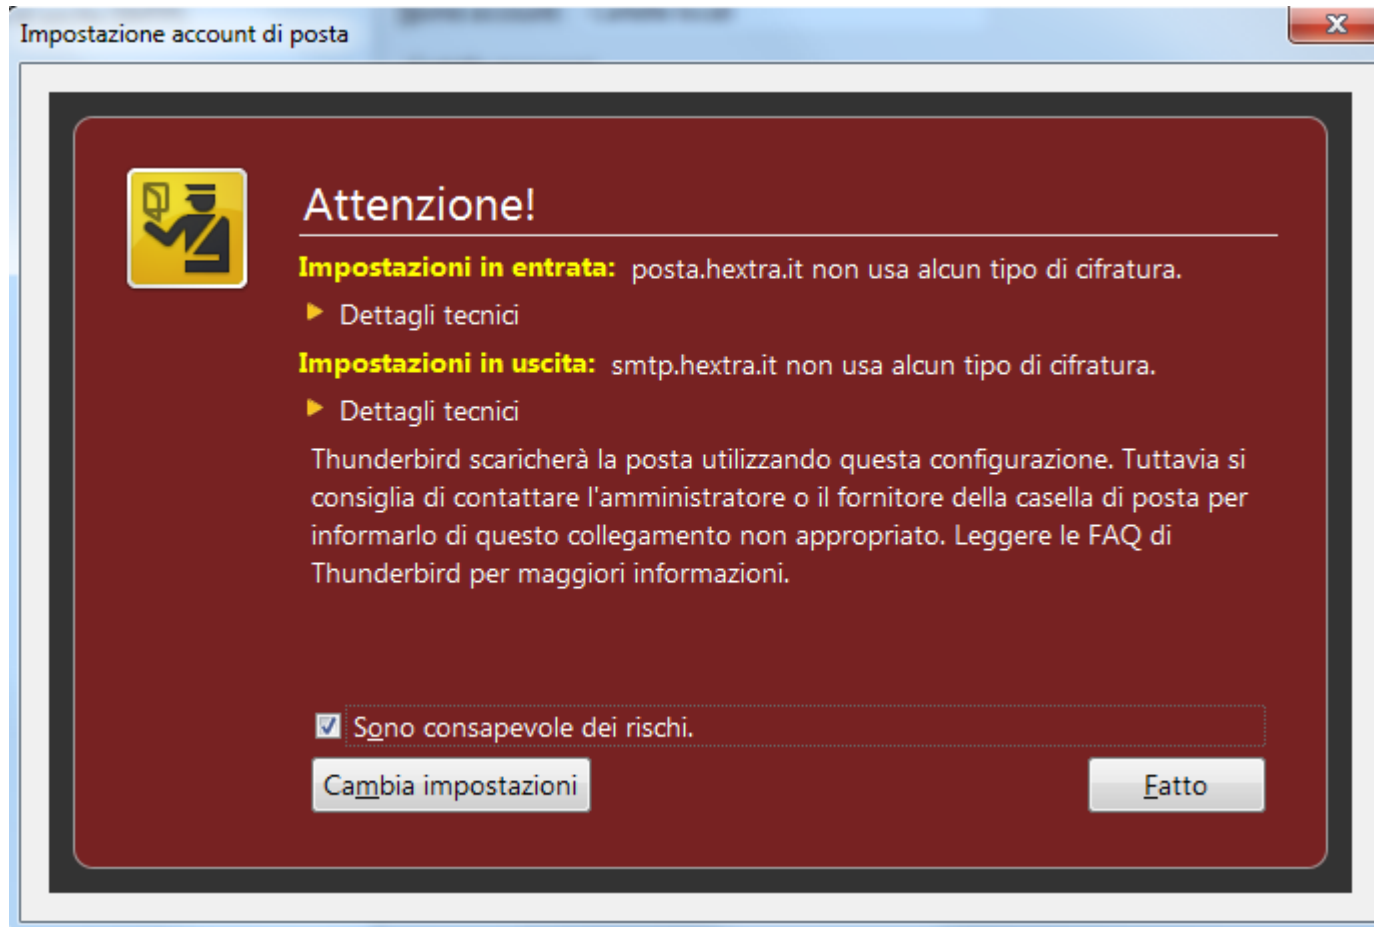 Impostazione account di posta
Attenzione!
Impostazioni in entrata: posta.hextra.it non usa alcun tipo di cifratura.
Dettagli tecnici
Impostazioni in uscita: smtp.hextra.it non usa alcun tipo di cifratura.
Dettagli tecnici
Thunderbird scaricherà la posta utilizzando questa configurazione. Tuttavia si
consiglia di contattare l'amministratore o il fornitore della casella di posta per
informarlo di questo collegamento non appropriato. Leggere le FAQ di
Thunderbird per maggiori informazioni.
Sono consapevole dei rischi.
Cambia impostazioni
Fatto